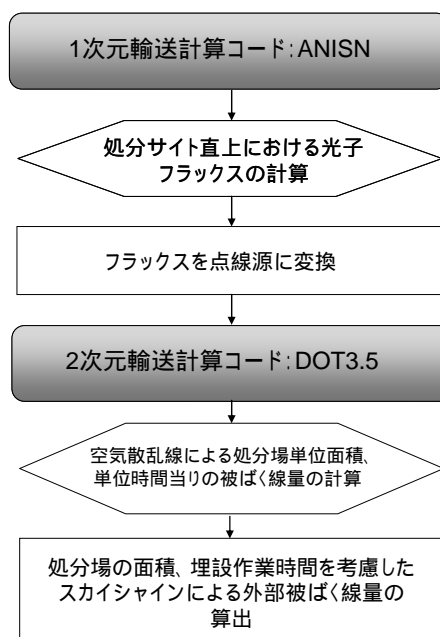 1次元輸送計算コード:ANISN
処分サイト直上における光子
フラックスの計算
フラックスを点線源に変換
2次元輸送計算コード:DOT3.5
空気散乱線による処分場単位面積、
単位時間当りの被ばく線量の計算
処分場の面積、埋設作業時間を考慮した
スカイシャインによる外部被ばく線量の
算出